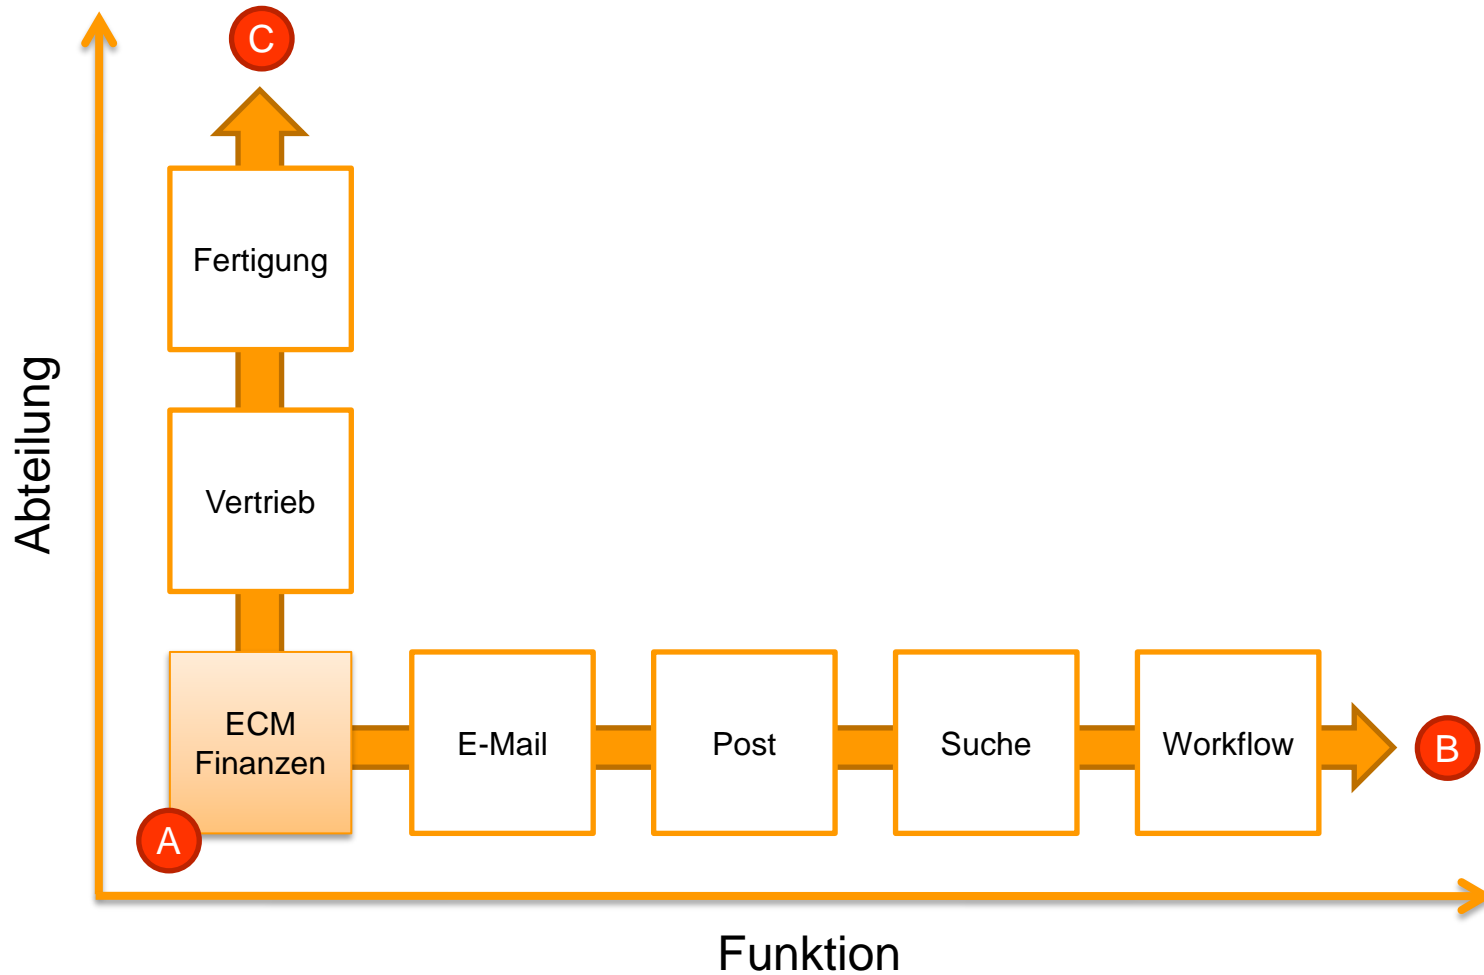 C
Fertigung
Abteilung
Vertrieb
ECM
Finanzen
E-Mail
Post
Suche
Workflow
B
A
Funktion